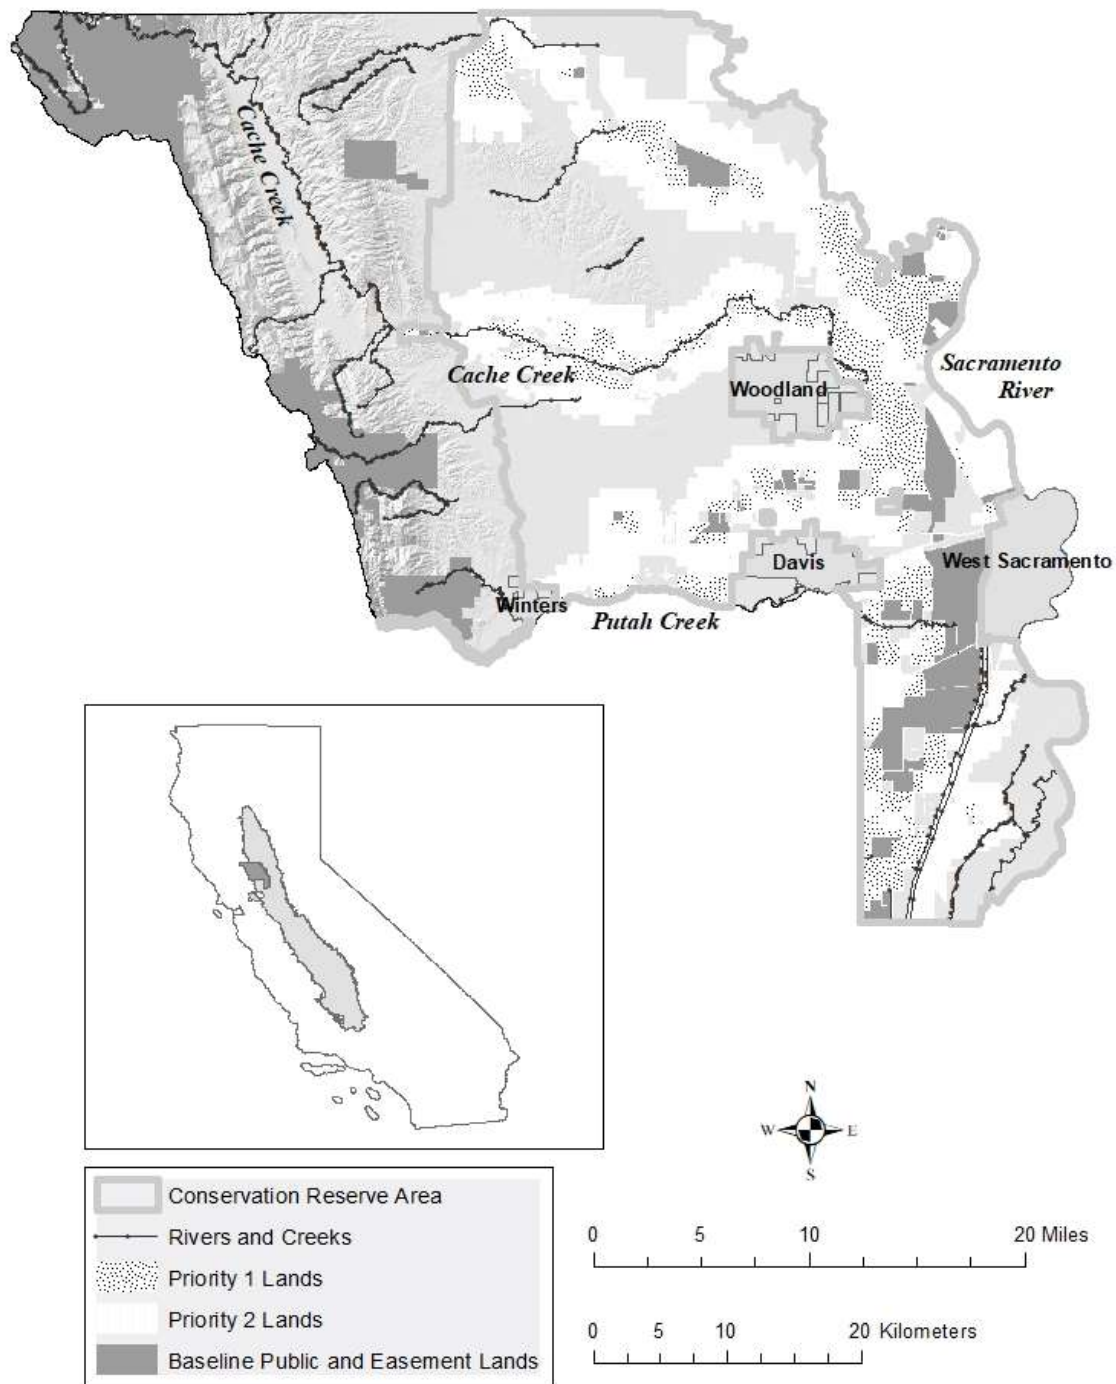 Cache Creek
Sacramento
River
Cache Creek
Woodland
Davis
West Sacramento
Winters
Putah Creek
N
W E
S
Conservation Reserve Area
Rivers and Creeks
Priority 1 Lands
Priority 2 Lands
Baseline Public and Easement Lands
0 5 10 20 Miles
0 5 10 20 Kilometers